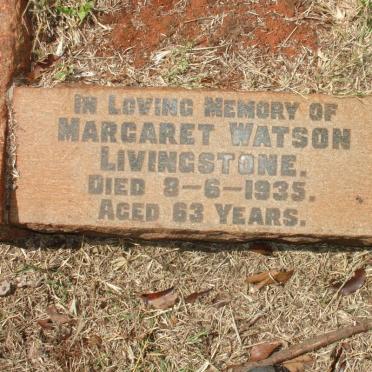 IN LOVING MEMORY OF
MARGARET WATSON
LIVINGSTONE.
DIED 8-6-1935.
AGED 63 YEARS.